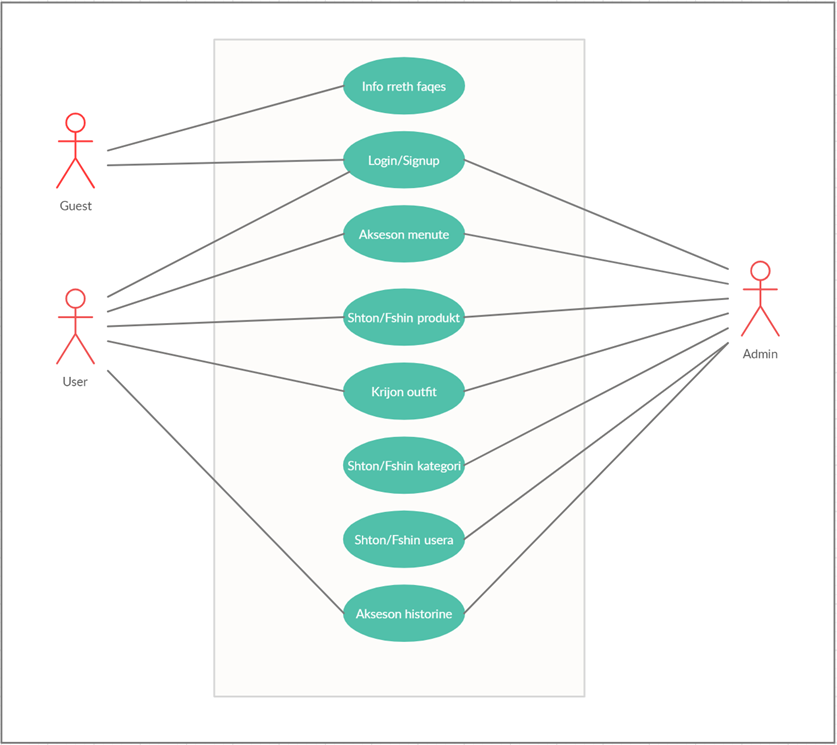 Info rreth faqes
Login/Signup
Guest
Akseson menute
Shton/Fshin produkt
User
Admin
Krijon outfit
Shton/Fshin kategori
Shton/Fshin usera
Akseson historine